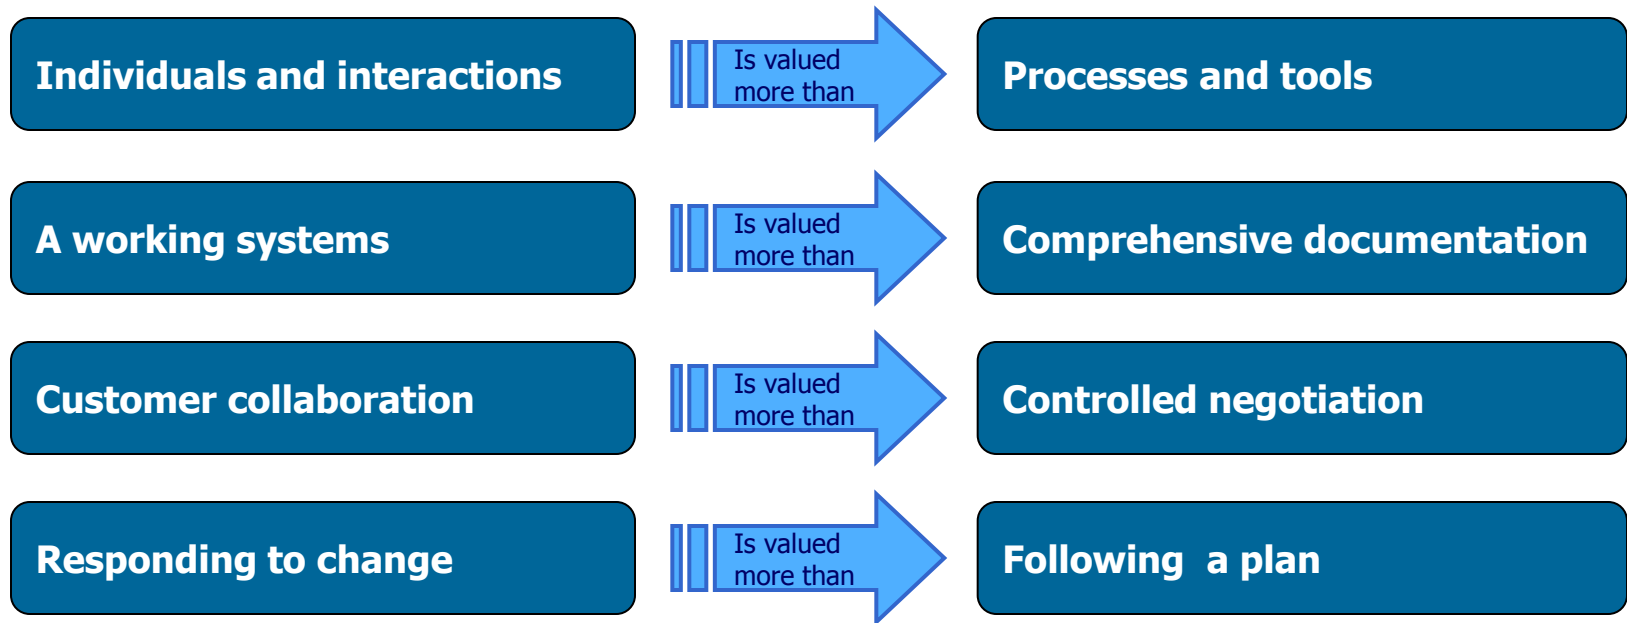 Individuals and interactions
Is valued
more than
Processes and tools
A working systems
Is valued
more than
Comprehensive documentation
Customer collaboration
Is valued
more than
Controlled negotiation
Responding to change
Is valued
more than
Following  a plan